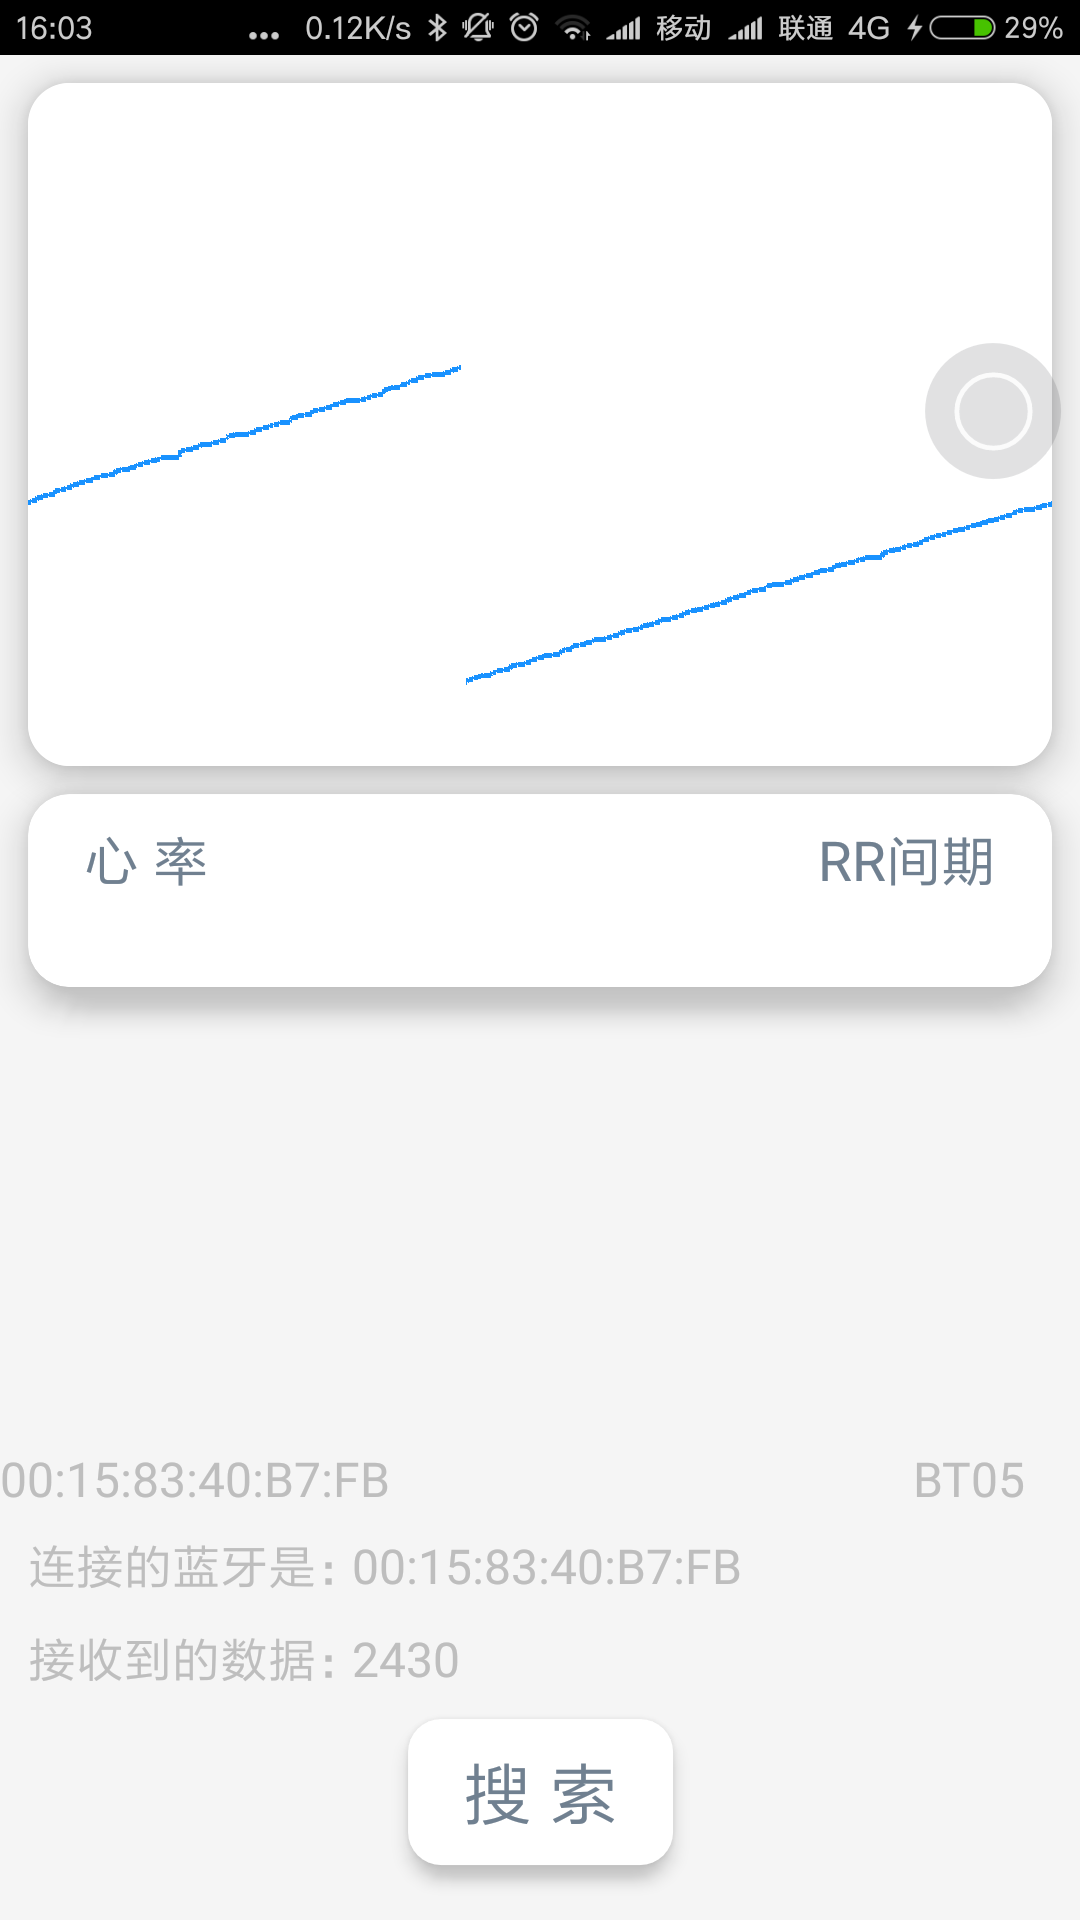 16:03 ... 0.12K/s 移动 联通 4G 29%
心 率 RR间期
00:15:83:40:B7:FB BT05
连接的蓝牙是: 00:15:83:40:B7:FB
接收到的数据: 2430
搜 索